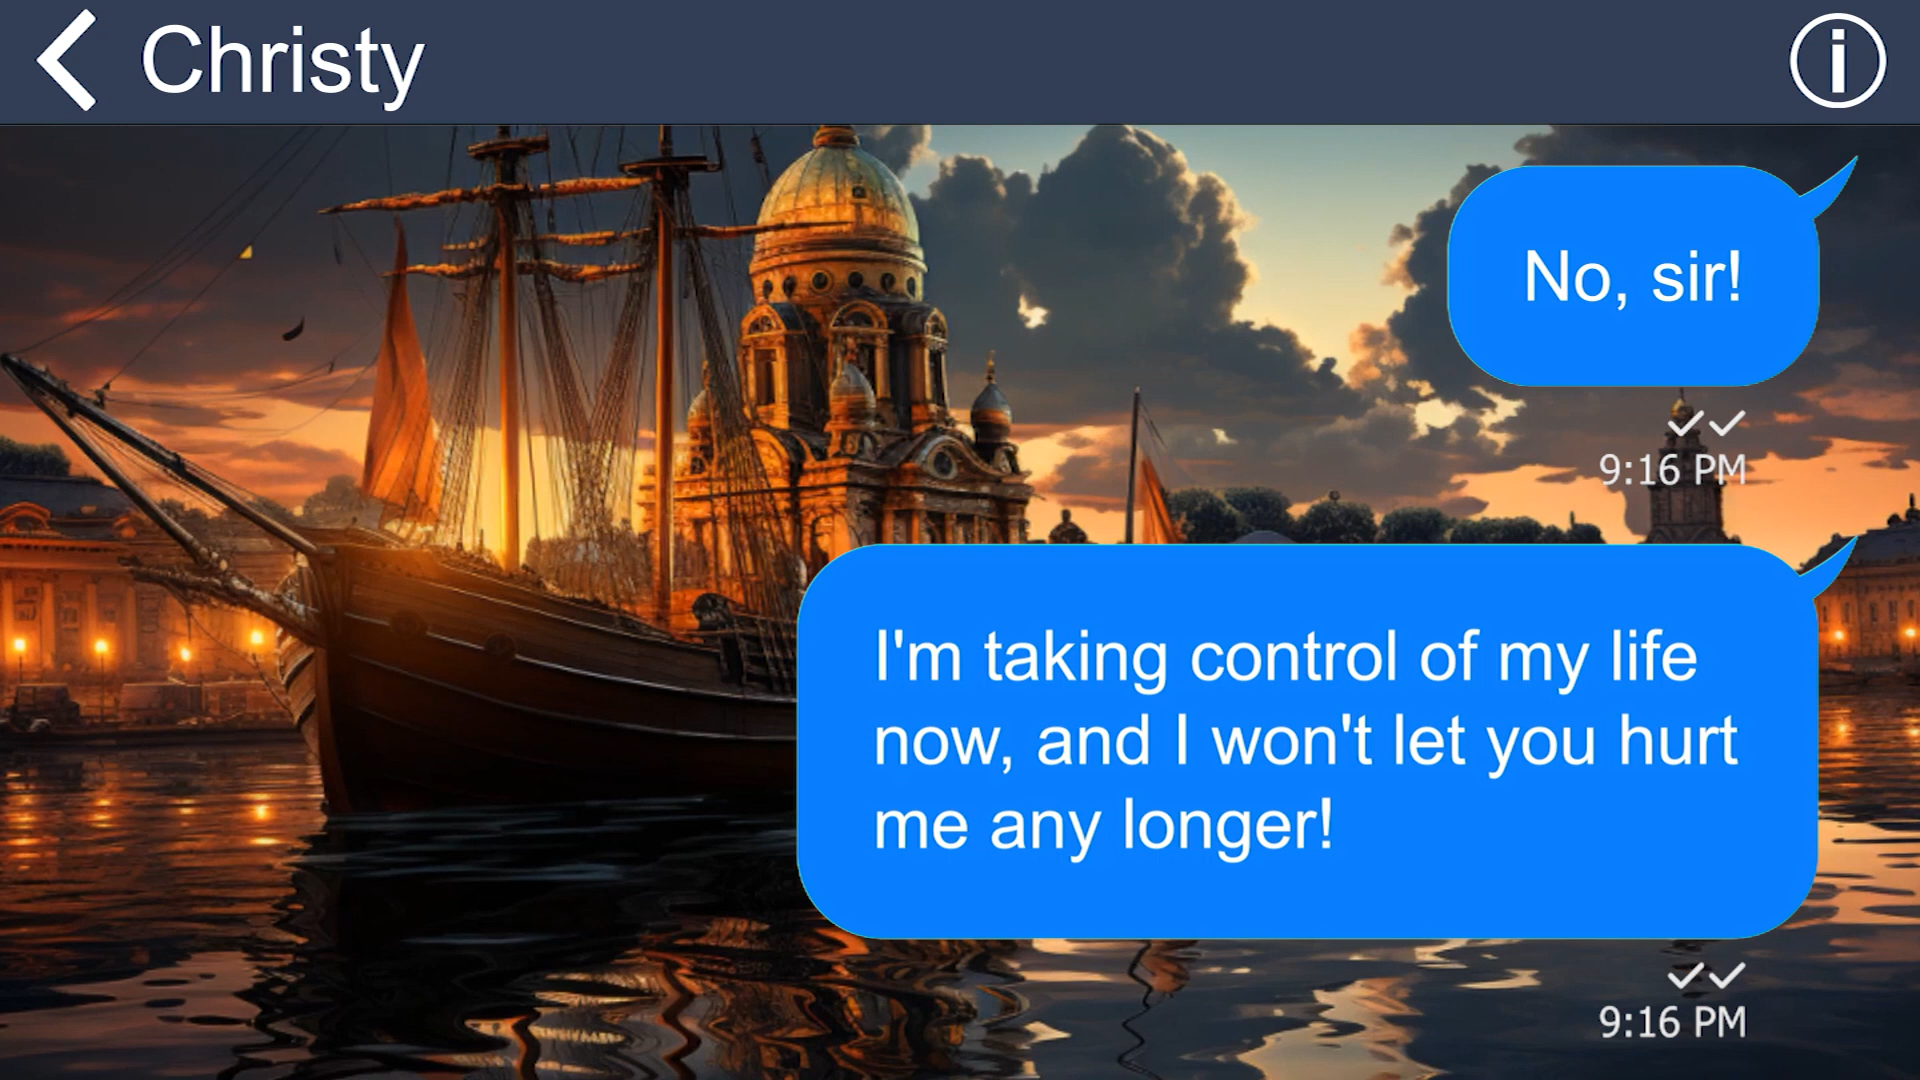 Christy
No, sir!
9:16 PM
I'm taking control of my life
now, and I won't let you hurt
me any longer!
9:16 PM